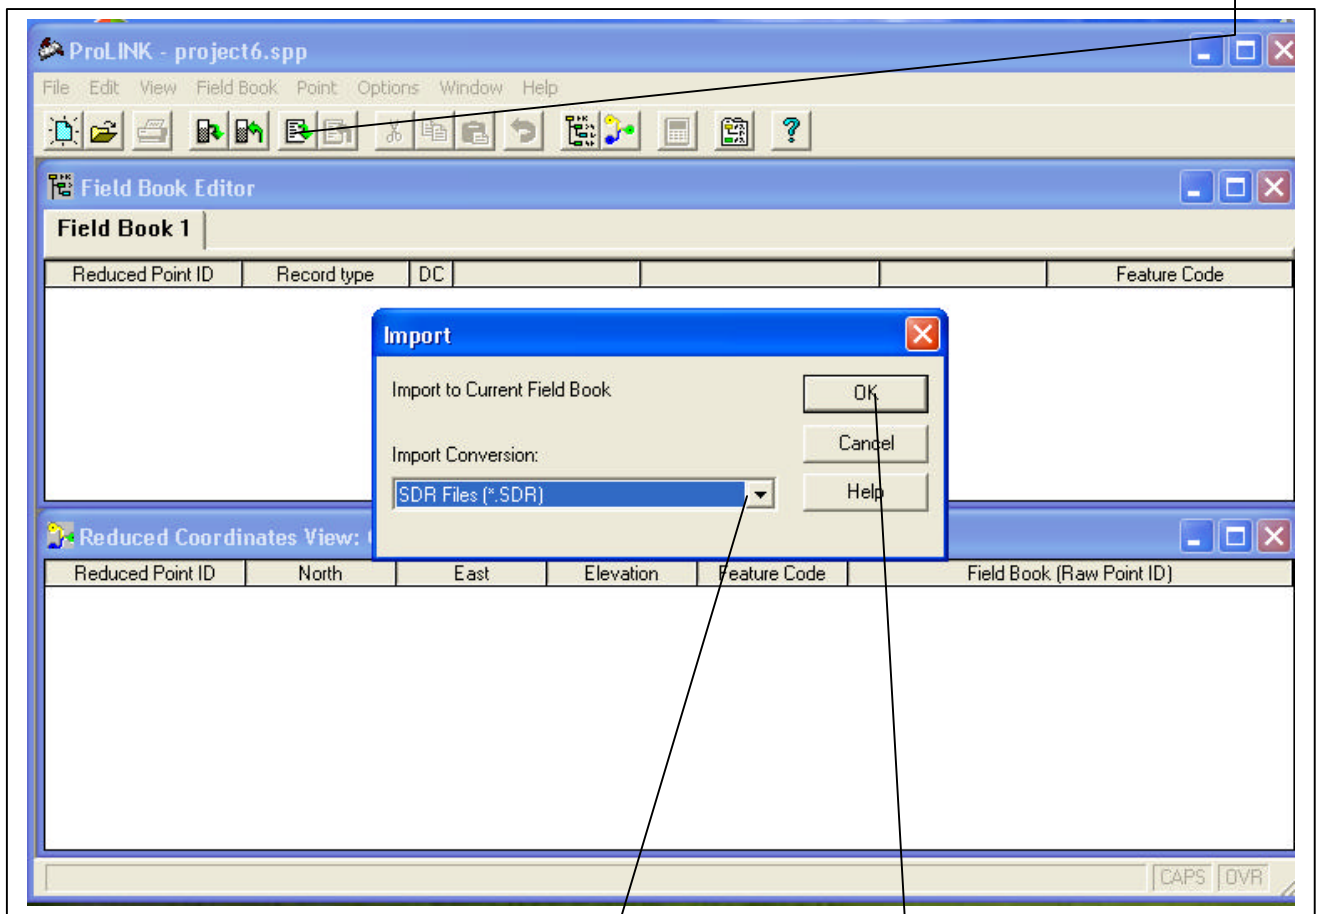 ProLINK - project6.spp
File Edit View Field Book Point Options Window Help
Field Book Editor
Field Book 1
Reduced Point ID Record type DC Feature Code
Import
Import to Current Field Book
OK
Cancel
Import Conversion:
SDR Files (*.SDR)
Help
Reduced Coordinates View:
Reduced Point ID North East Elevation Feature Code Field Book (Raw Point ID)
CAPS OVR